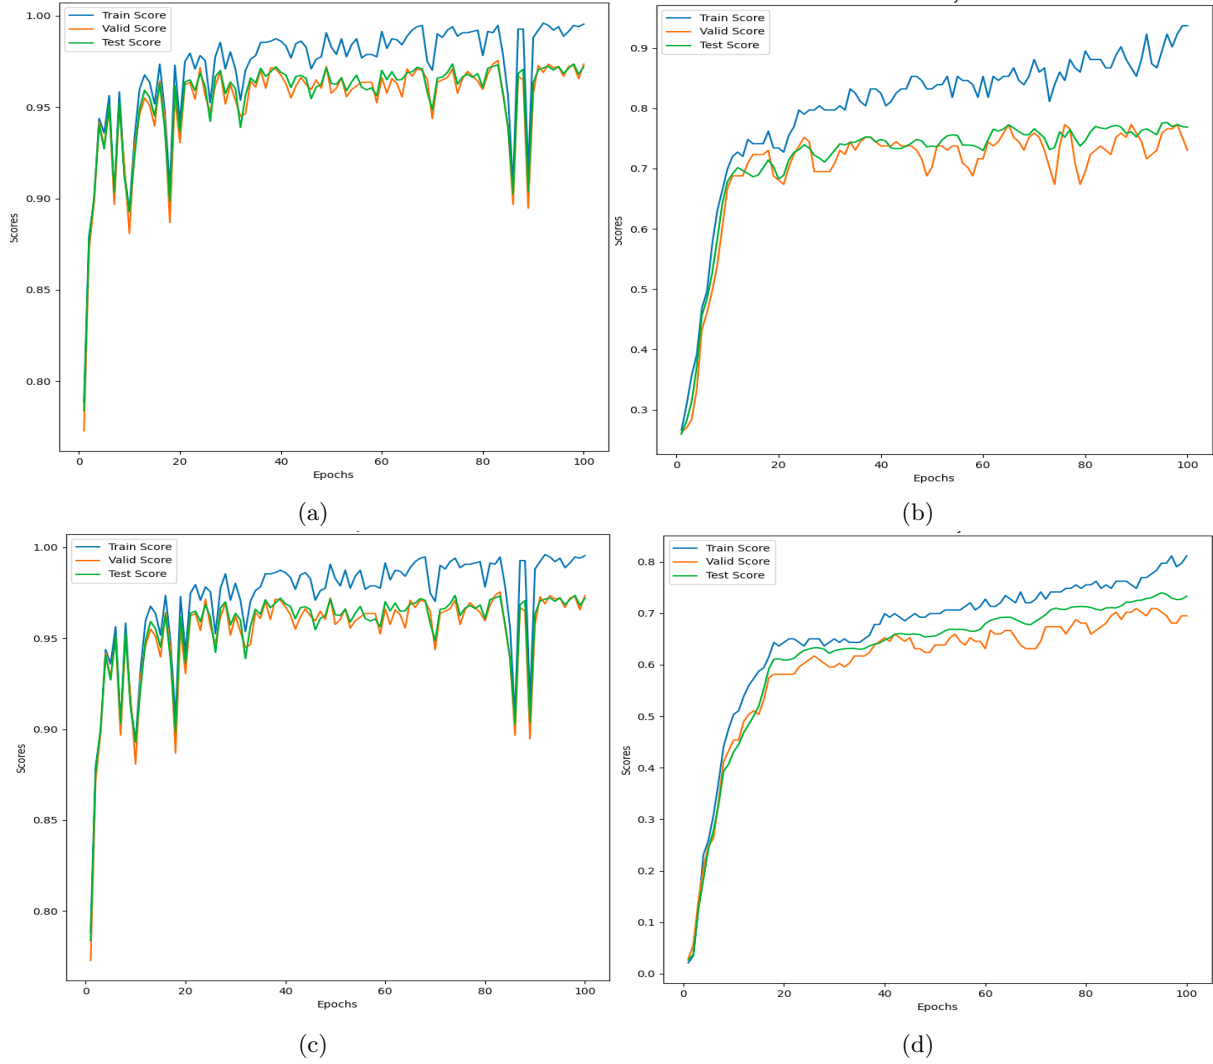 1.00
0.95
0.90
0.85
0.80
Scores
Train Score
Valid Score
Test Score
0 20 40 60 80 100
Epochs
(a)
0.9
0.8
0.7
0.6
0.5
0.4
0.3
Scores
Train Score
Valid Score
Test Score
0 20 40 60 80 100
Epochs
(b)
1.00
0.95
0.90
0.85
0.80
Scores
Train Score
Valid Score
Test Score
0 20 40 60 80 100
Epochs
(c)
0.8
0.7
0.6
0.5
0.4
0.3
0.2
0.1
0.0
Scores
Train Score
Valid Score
Test Score
0 20 40 60 80 100
Epochs
(d)